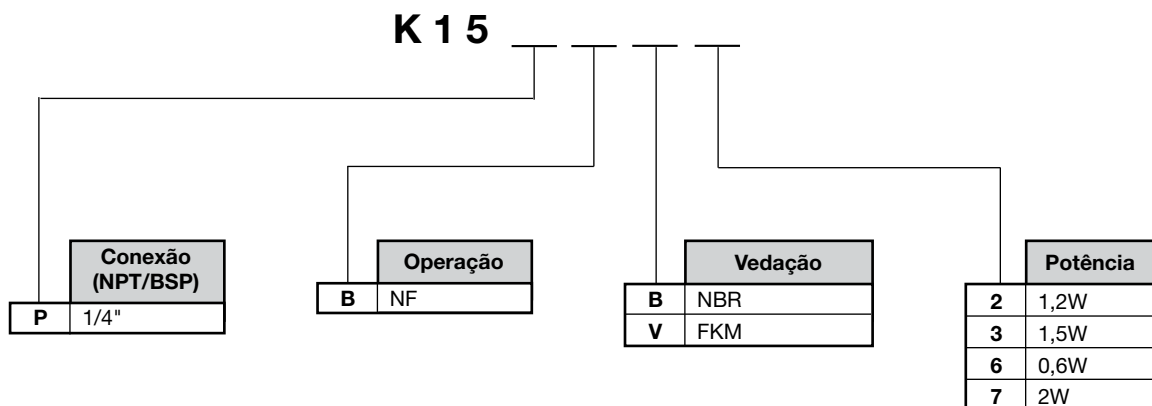 K 1 5
Conexão
(NPT/BSP)
P 1/4"
Operação
B NF
Vedação
B NBR
V FKM
Potência
2 1,2W
3 1,5W
6 0,6W
7 2W